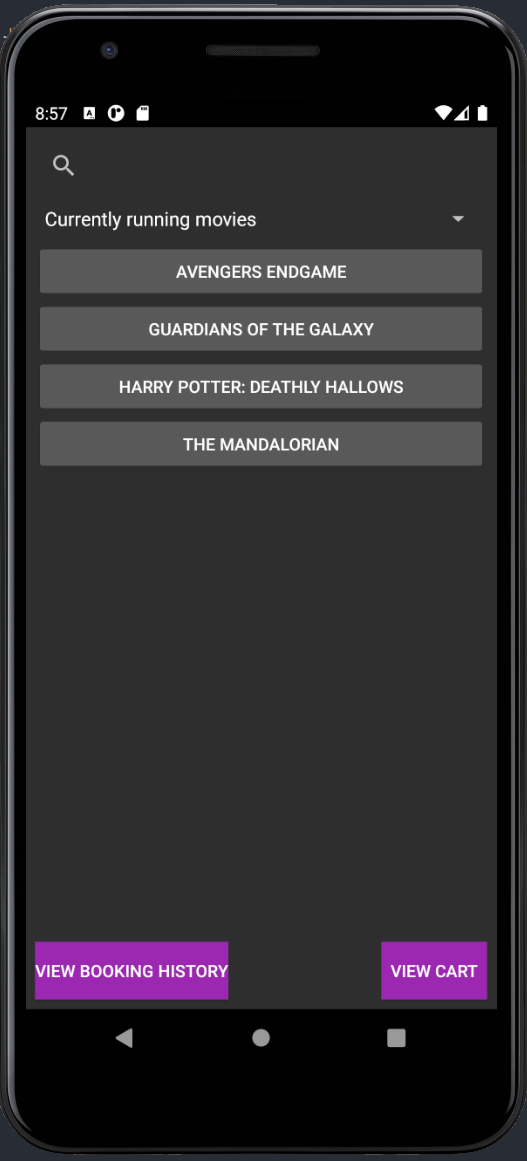 8:57
Currently running movies
AVENGERS ENDGAME
GUARDIANS OF THE GALAXY
HARRY POTTER: DEATHLY HALLOWS
THE MANDALORIAN
VIEW BOOKING HISTORY
VIEW CART